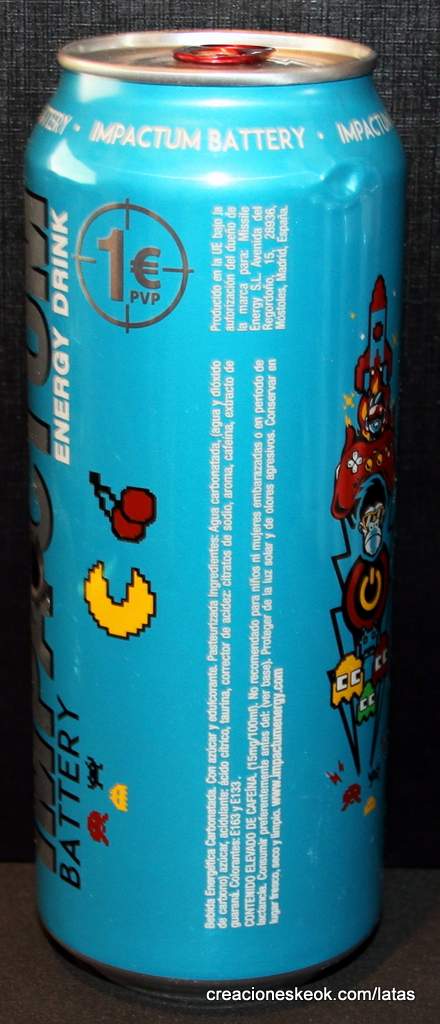 TTERY · IMPACTUM BATTERY · IMPACTUM
IMPACTUM
ENERGY DRINK
BATTERY
1€
PVP
Producido en la UE bajo la
autorización del dueño de
la marca para: Missile
Energy S.L. Avenida del
Regordoño, 15, 28936,
Móstoles, Madrid, España.
Bebida Energética Carbonatada. Con azúcar y edulcorante. Pasteurizada Ingredientes: Agua carbonatada, (agua y dióxido
de carbono) azúcar, acidulante: ácido cítrico, taurina, corrector de acidez: citratos de sodio, aroma, cafeína, extracto de
guaraná. Colorantes: E163 y E133.
CONTENIDO ELEVADO DE CAFEÍNA. (15mg/100ml). No recomendado para niños ni mujeres embarazadas o en período de
lactancia. Consumir preferentemente antes del: (ver base). Proteger de la luz solar y de olores agresivos. Conservar en
lugar fresco, seco y limpio. www.impactumenergy.com
creacioneskeok.com/latas